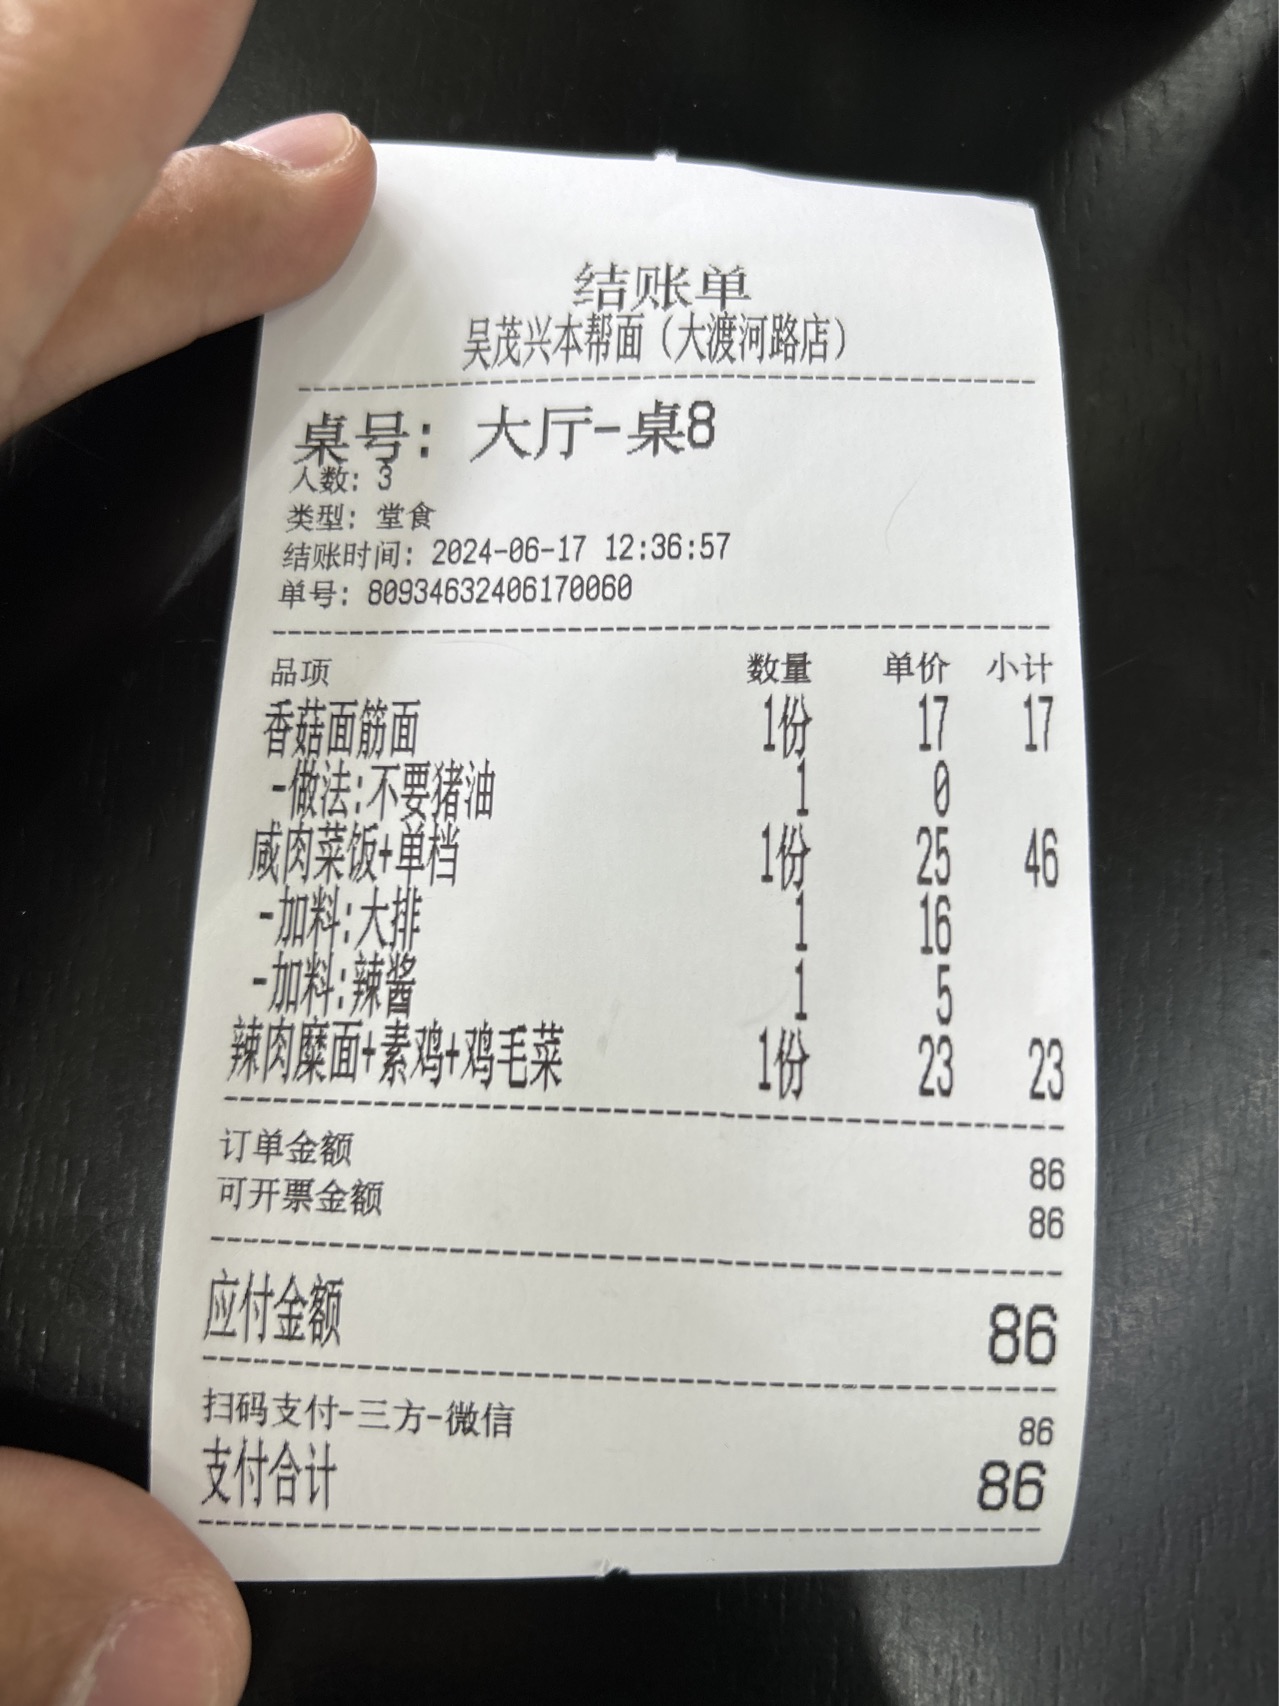 结账单
吴茂兴本帮面（大渡河路店）
桌号： 大厅-桌8
人数：3
类型：堂食
结账时间：2024-06-17 12:36:57
单号：80934632406170060
品项 数量 单价 小计
香菇面筋面 1份 17 17
-做法:不要猪油 1 0
咸肉菜饭+单档 1份 25 46
-加料:大排 1 16
-加料:辣酱 1 5
辣肉糜面+素鸡+鸡毛菜 1份 23 23
订单金额 86
可开票金额 86
应付金额 86
扫码支付-三方-微信 86
支付合计 86